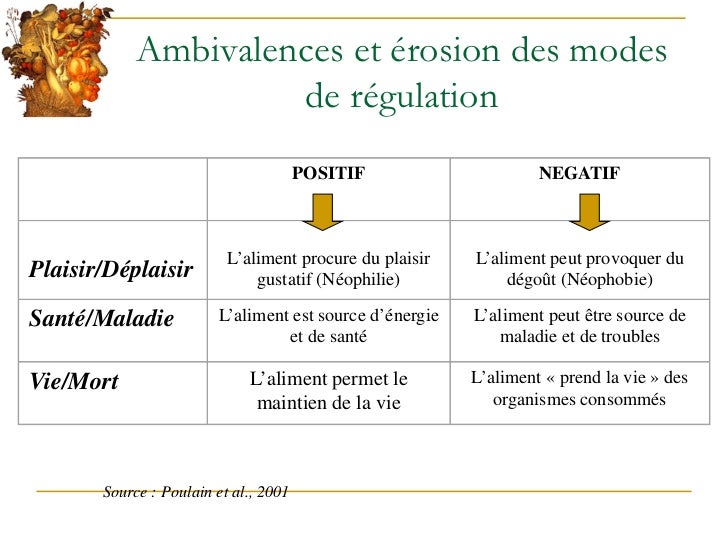 Ambivalences et érosion des modes
de régulation
POSITIF
NEGATIF
Plaisir/Déplaisir
L’aliment procure du plaisir
gustatif (Néophilie)
L’aliment peut provoquer du
dégoût (Néophobie)
Santé/Maladie
L’aliment est source d’énergie
et de santé
L’aliment peut être source de
maladie et de troubles
Vie/Mort
L’aliment permet le
maintien de la vie
L’aliment « prend la vie » des
organismes consommés
Source : Poulain et al., 2001